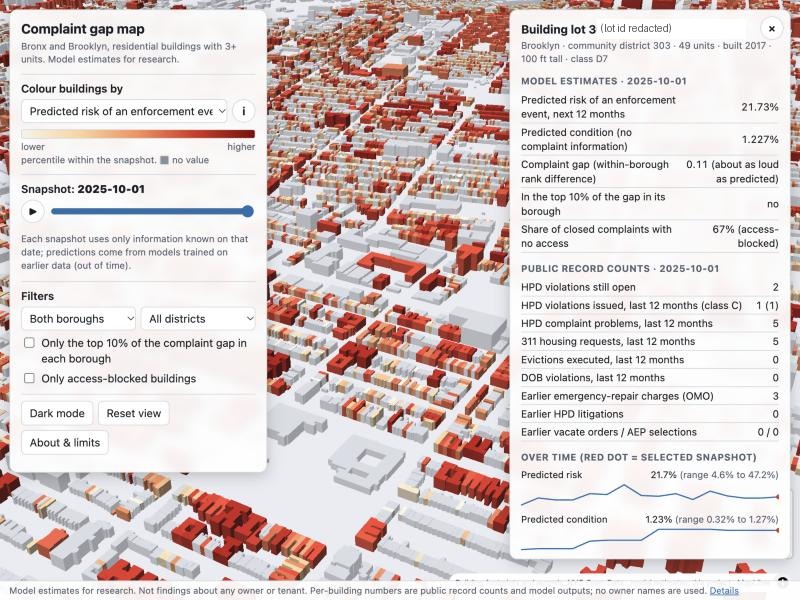 Complaint gap map
Bronx and Brooklyn, residential buildings with 3+
units. Model estimates for research.
Colour buildings by
Predicted risk of an enforcement eve
i
lower
higher
percentile within the snapshot.
no value
Snapshot: 2025-10-01
Each snapshot uses only information known on that
date; predictions come from models trained on
earlier data (out of time).
Filters
Both boroughs
All districts
Only the top 10% of the complaint gap in
each borough
Only access-blocked buildings
Dark mode
Reset view
About & limits
Building lot 3 (lot id redacted)
×
Brooklyn · community district 303 · 49 units · built 2017 ·
100 ft tall · class D7
MODEL ESTIMATES · 2025-10-01
Predicted risk of an enforcement
event, next 12 months
21.73%
Predicted condition (no
complaint information)
1.227%
Complaint gap (within-borough
rank difference)
0.11 (about as loud
as predicted)
In the top 10% of the gap in its
borough
no
Share of closed complaints with
no access
67% (access-
blocked)
PUBLIC RECORD COUNTS · 2025-10-01
HPD violations still open 2
HPD violations issued, last 12 months (class C) 1 (1)
HPD complaint problems, last 12 months 5
311 housing requests, last 12 months 5
Evictions executed, last 12 months 0
DOB violations, last 12 months 0
Earlier emergency-repair charges (OMO) 3
Earlier HPD litigations 0
Earlier vacate orders / AEP selections 0 / 0
OVER TIME (RED DOT = SELECTED SNAPSHOT)
Predicted risk 21.7% (range 4.6% to 47.2%)
Predicted condition 1.23% (range 0.32% to 1.27%)
Model estimates for research. Not findings about any owner or tenant. Per-building numbers are public record counts and model outputs; no owner names are used. Details